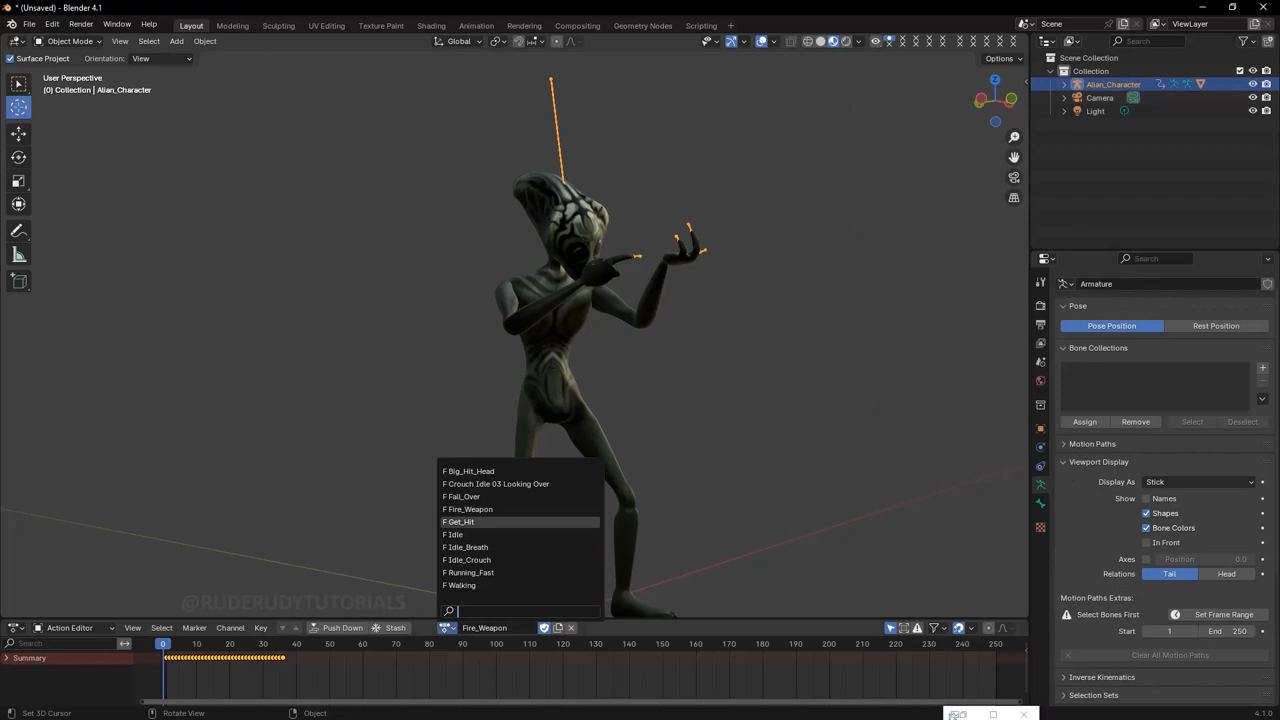 * (Unsaved) - Blender 4.1
File Edit Render Window Help Layout Modeling Sculpting UV Editing Texture Paint Shading Animation Rendering Compositing Geometry Nodes Scripting + Scene ViewLayer
Object Mode View Select Add Object Global Search
Surface Project Orientation: View Options
User Perspective
(0) Collection | Alian_Character
Z
Scene Collection
Collection
Alian_Character
Camera
Light
Search
Armature
Pose
Pose Position Rest Position
Bone Collections
Assign Remove Select Deselect
Motion Paths
Viewport Display
Display As Stick
Show Names
Shapes
Bone Colors
In Front
Axes Position 0.0
Relations Tail Head
Motion Paths Extras:
Select Bones First Set Frame Range
Start 1 End 250
Clear All Motion Paths
Inverse Kinematics
Selection Sets
F Big_Hit_Head
F Crouch Idle 03 Looking Over
F Fall_Over
F Fire_Weapon
F Get_Hit
F Idle
F Idle_Breath
F Idle_Crouch
F Running_Fast
F Walking
@RUDERUDYTUTORIALS
Action Editor View Select Marker Channel Key Push Down Stash Fire_Weapon
Search 0 10 20 30 40 50 60 70 80 90 100 110 120 130 140 150 160 170 180 190 200 210 220 230 240 250
Summary
Set 3D Cursor Rotate View Object 4.1.0